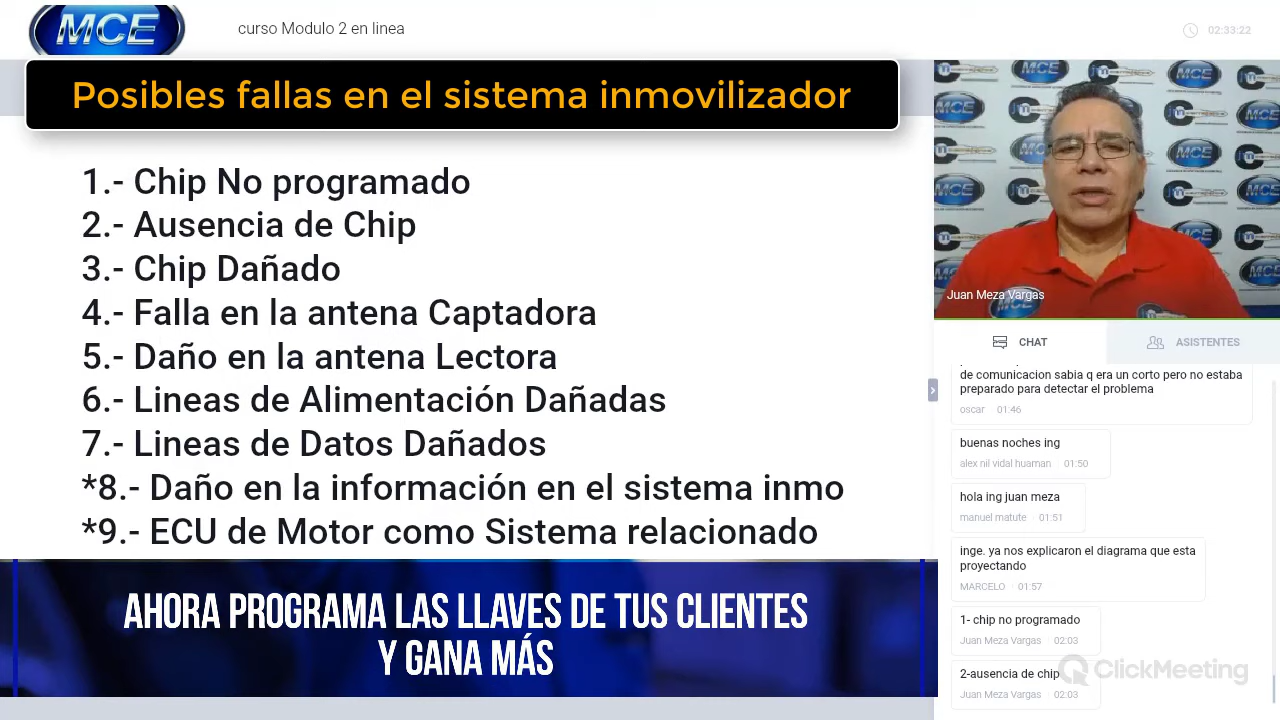 MCE
curso Modulo 2 en linea
02:33:22
Posibles fallas en el sistema inmovilizador
1.- Chip No programado
2.- Ausencia de Chip
3.- Chip Dañado
4.- Falla en la antena Captadora
5.- Daño en la antena Lectora
6.- Lineas de Alimentación Dañadas
7.- Lineas de Datos Dañados
*8.- Daño en la información en el sistema inmo
*9.- ECU de Motor como Sistema relacionado
AHORA PROGRAMA LAS LLAVES DE TUS CLIENTES
Y GANA MÁS
Juan Meza Vargas
CHAT
ASISTENTES
de comunicacion sabia q era un corto pero no estaba
preparado para detectar el problema
oscar 01:46
buenas noches ing
alex nil vidal huaman 01:50
hola ing juan meza
manuel matute 01:51
inge. ya nos explicaron el diagrama que esta
proyectando
MARCELO 01:57
1- chip no programado
Juan Meza Vargas 02:03
2-ausencia de chip
Juan Meza Vargas 02:03
ClickMeeting